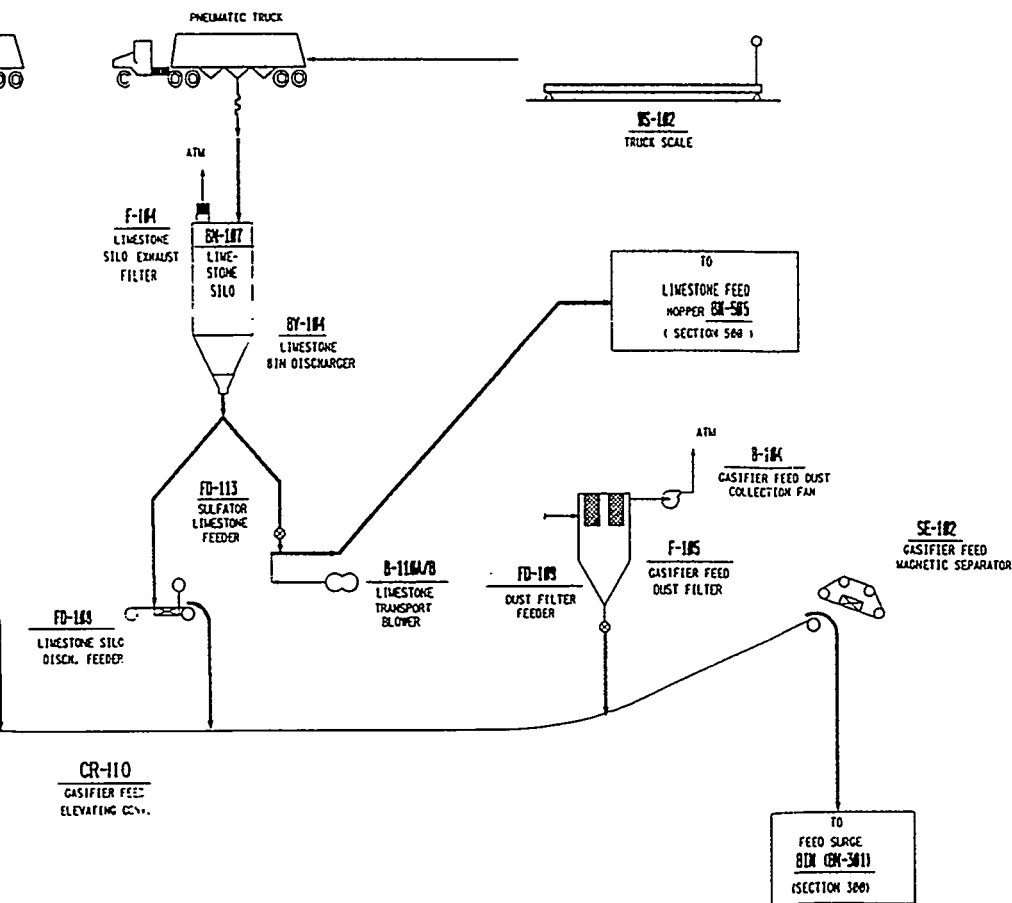 PNEUMATIC TRUCK
WS-102
TRUCK SCALE
ATM
F-104
LIMESTONE
SILO EXHAUST
FILTER
BN-107
LIME-
STONE
SILO
TO
LIMESTONE FEED
HOPPER BN-505
(SECTION 500)
BY-104
LIMESTONE
BIN DISCHARGER
ATM
B-104
GASIFIER FEED DUST
COLLECTION FAN
FD-113
SULFATOR
LIMESTONE
FEEDER
SE-102
GASIFIER FEED
MAGNETIC SEPARATOR
B-110A/B
LIMESTONE
TRANSPORT
BLOWER
FD-109
DUST FILTER
FEEDER
F-105
GASIFIER FEED
DUST FILTER
LIMESTONE SILO
DISCH. FEEDER
CR-110
GASIFIER FEED
ELEVATING CONV.
TO
FEED SURGE
BIN (BN-301)
(SECTION 300)